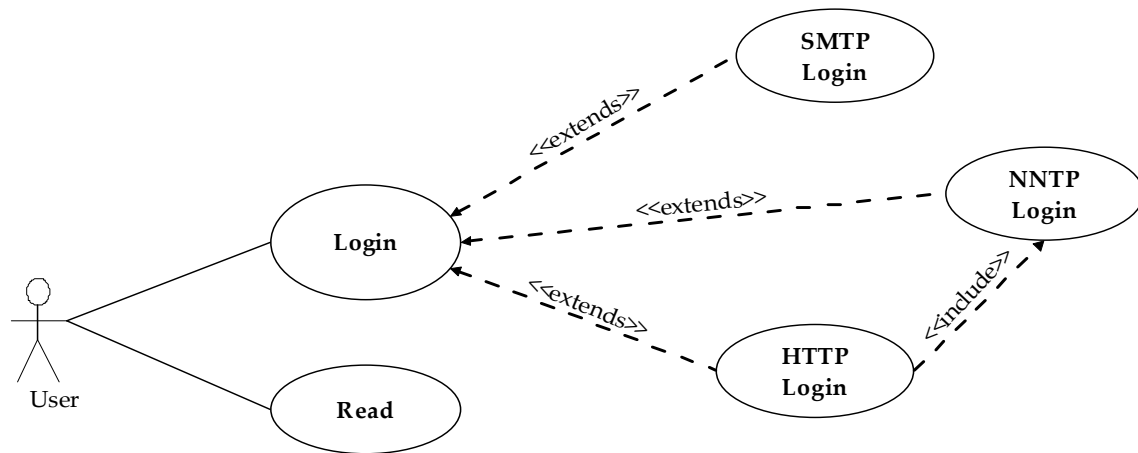 SMTP
Login
<<extends>>
NNTP
Login
<<extends>>
Login
<<extends>>
<<include>>
HTTP
Login
User
Read